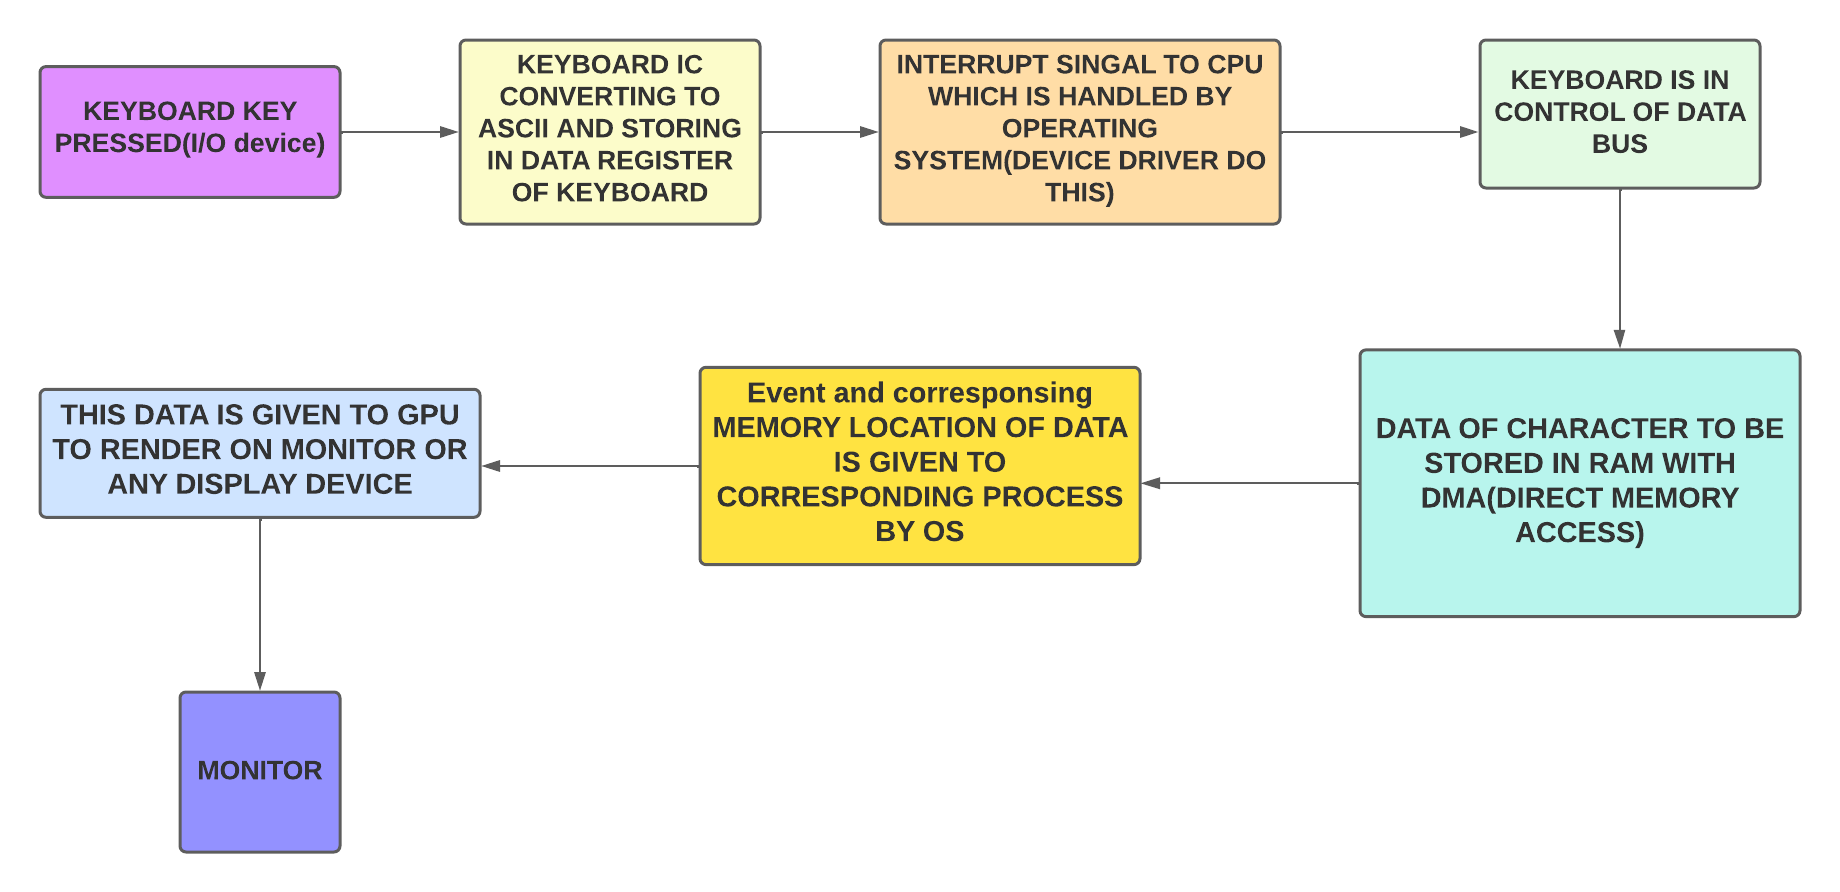 KEYBOARD KEY
PRESSED(I/O device)
KEYBOARD IC
CONVERTING TO
ASCII AND STORING
IN DATA REGISTER
OF KEYBOARD
INTERRUPT SINGAL TO CPU
WHICH IS HANDLED BY
OPERATING
SYSTEM(DEVICE DRIVER DO
THIS)
KEYBOARD IS IN
CONTROL OF DATA
BUS
DATA OF CHARACTER TO BE
STORED IN RAM WITH
DMA(DIRECT MEMORY
ACCESS)
Event and corresponsing
MEMORY LOCATION OF DATA
IS GIVEN TO
CORRESPONDING PROCESS
BY OS
THIS DATA IS GIVEN TO GPU
TO RENDER ON MONITOR OR
ANY DISPLAY DEVICE
MONITOR